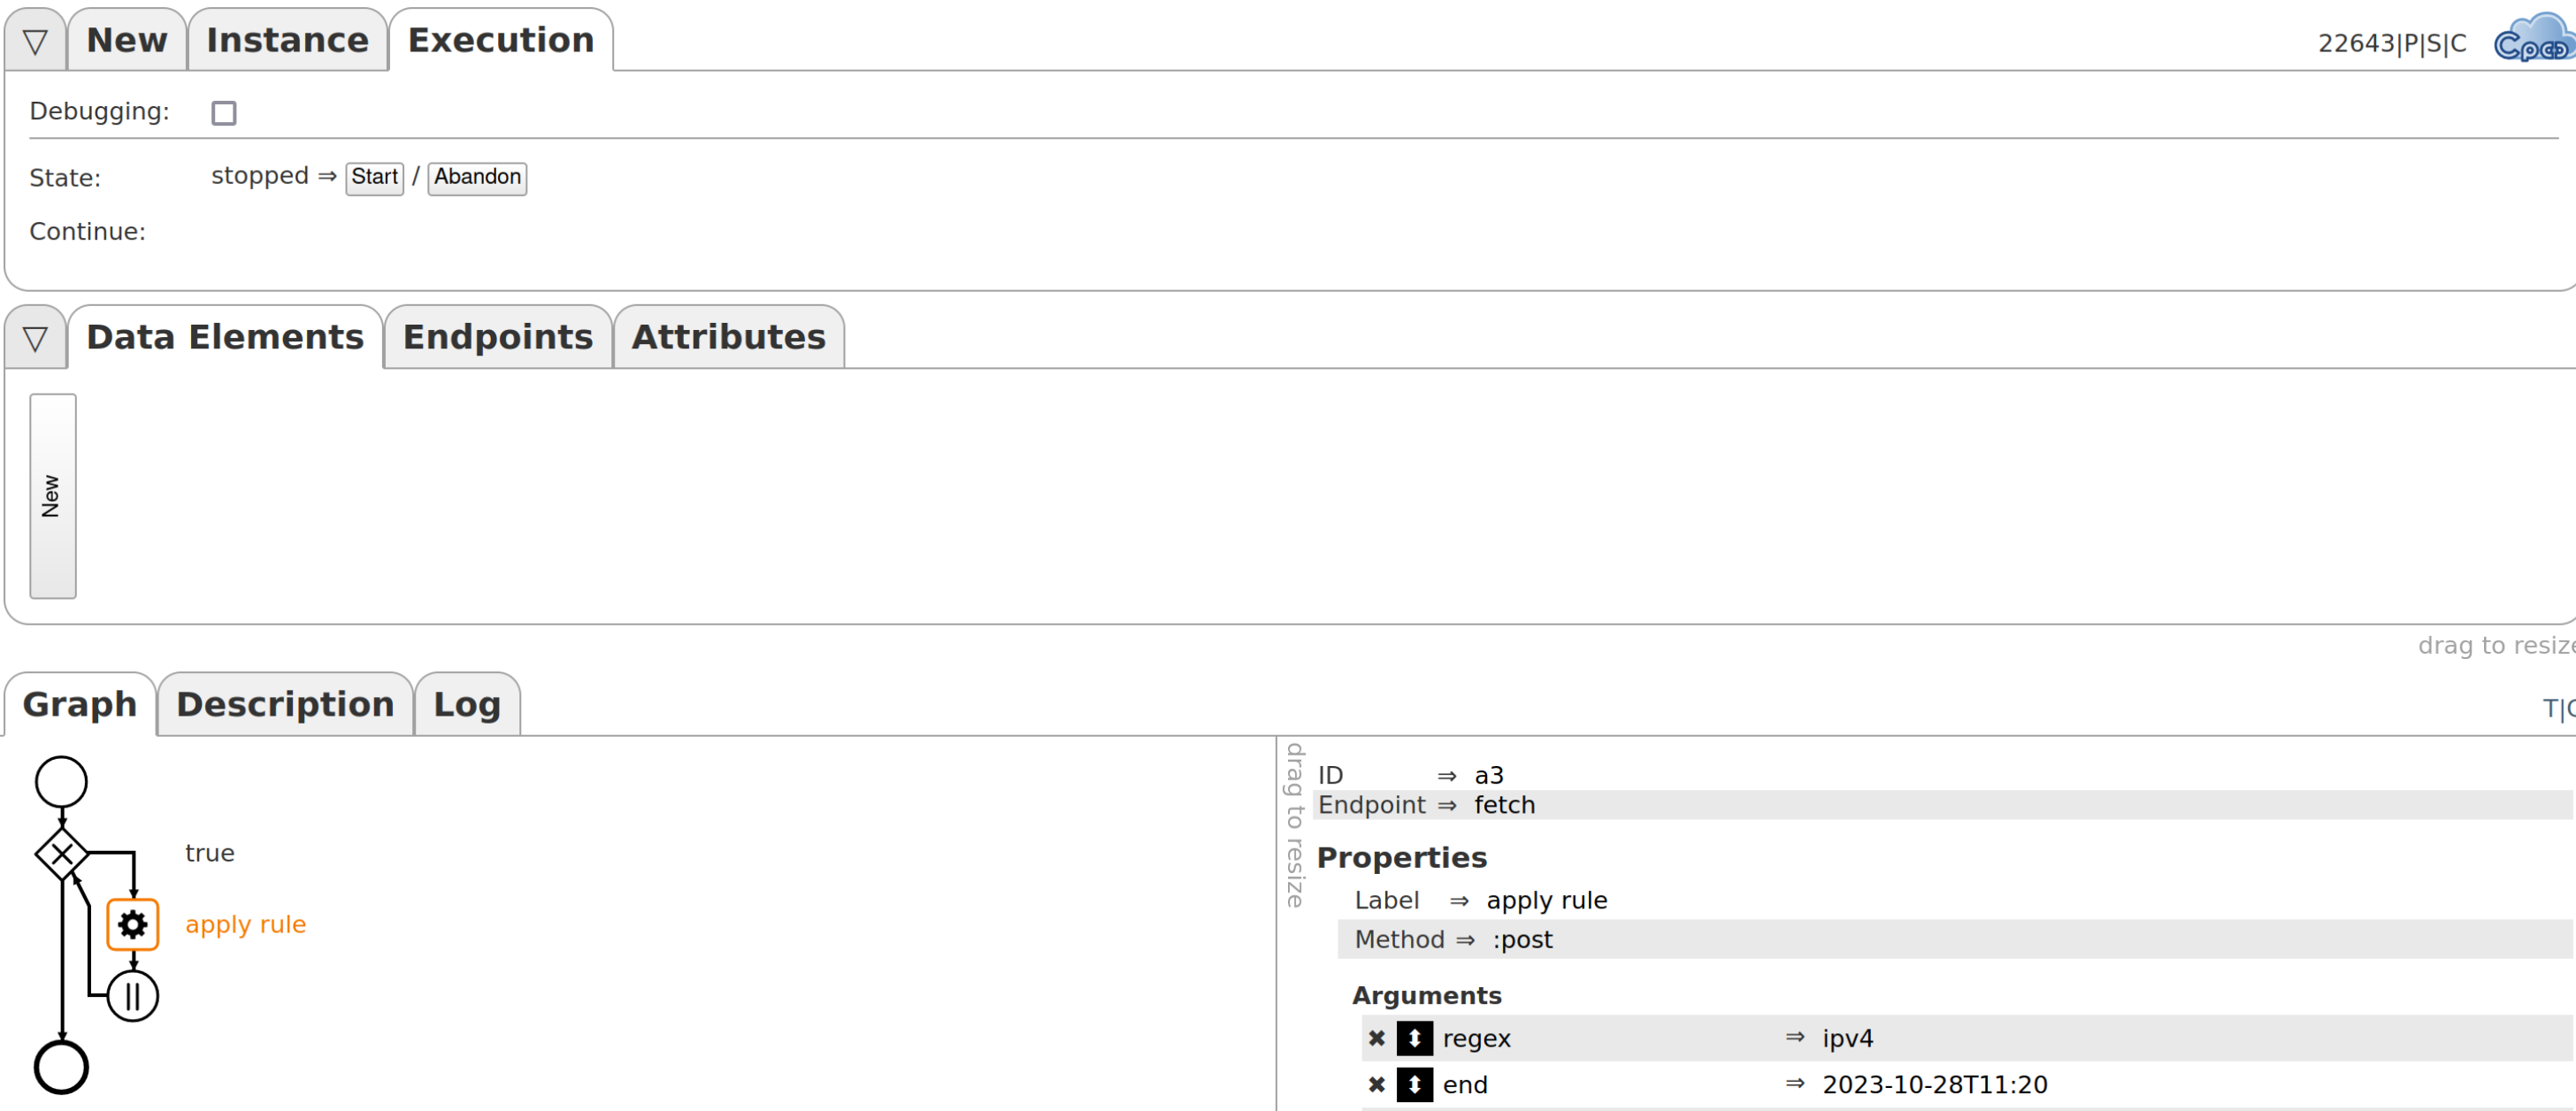 ▽ New Instance Execution 22643|P|S|C
Cpee
Debugging:
State: stopped ⇒ Start / Abandon
Continue:
▽ Data Elements Endpoints Attributes
New
drag to resize
Graph Description Log T|C
drag to resize
ID ⇒ a3
Endpoint ⇒ fetch
true
Properties
Label ⇒ apply rule
apply rule
Method ⇒ :post
Arguments
✖ ⬍ regex ⇒ ipv4
✖ ⬍ end ⇒ 2023-10-28T11:20